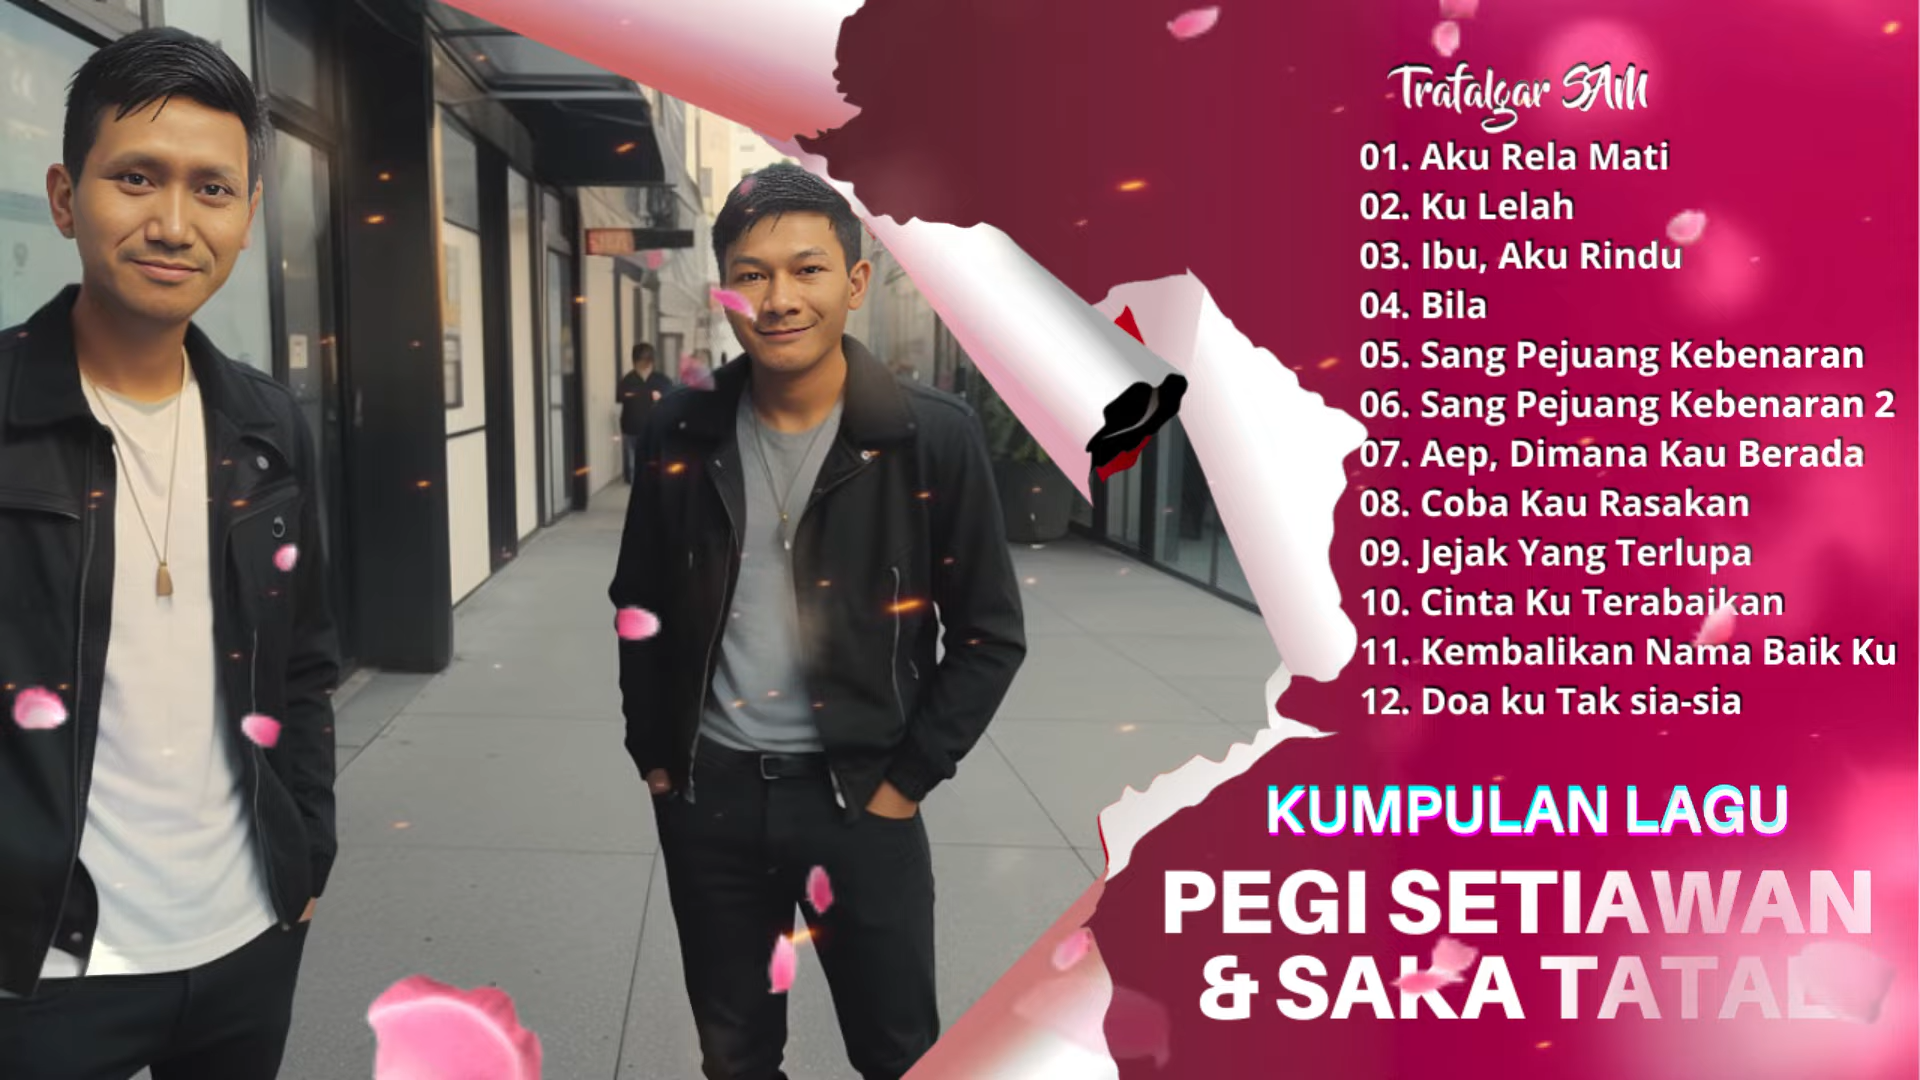 Trafalgar SAM
01. Aku Rela Mati
02. Ku Lelah
03. Ibu, Aku Rindu
04. Bila
05. Sang Pejuang Kebenaran
06. Sang Pejuang Kebenaran 2
07. Aep, Dimana Kau Berada
08. Coba Kau Rasakan
09. Jejak Yang Terlupa
10. Cinta Ku Terabaikan
11. Kembalikan Nama Baik Ku
12. Doa ku Tak sia-sia
KUMPULAN LAGU
PEGI SETIAWAN
& SAKA TATAL